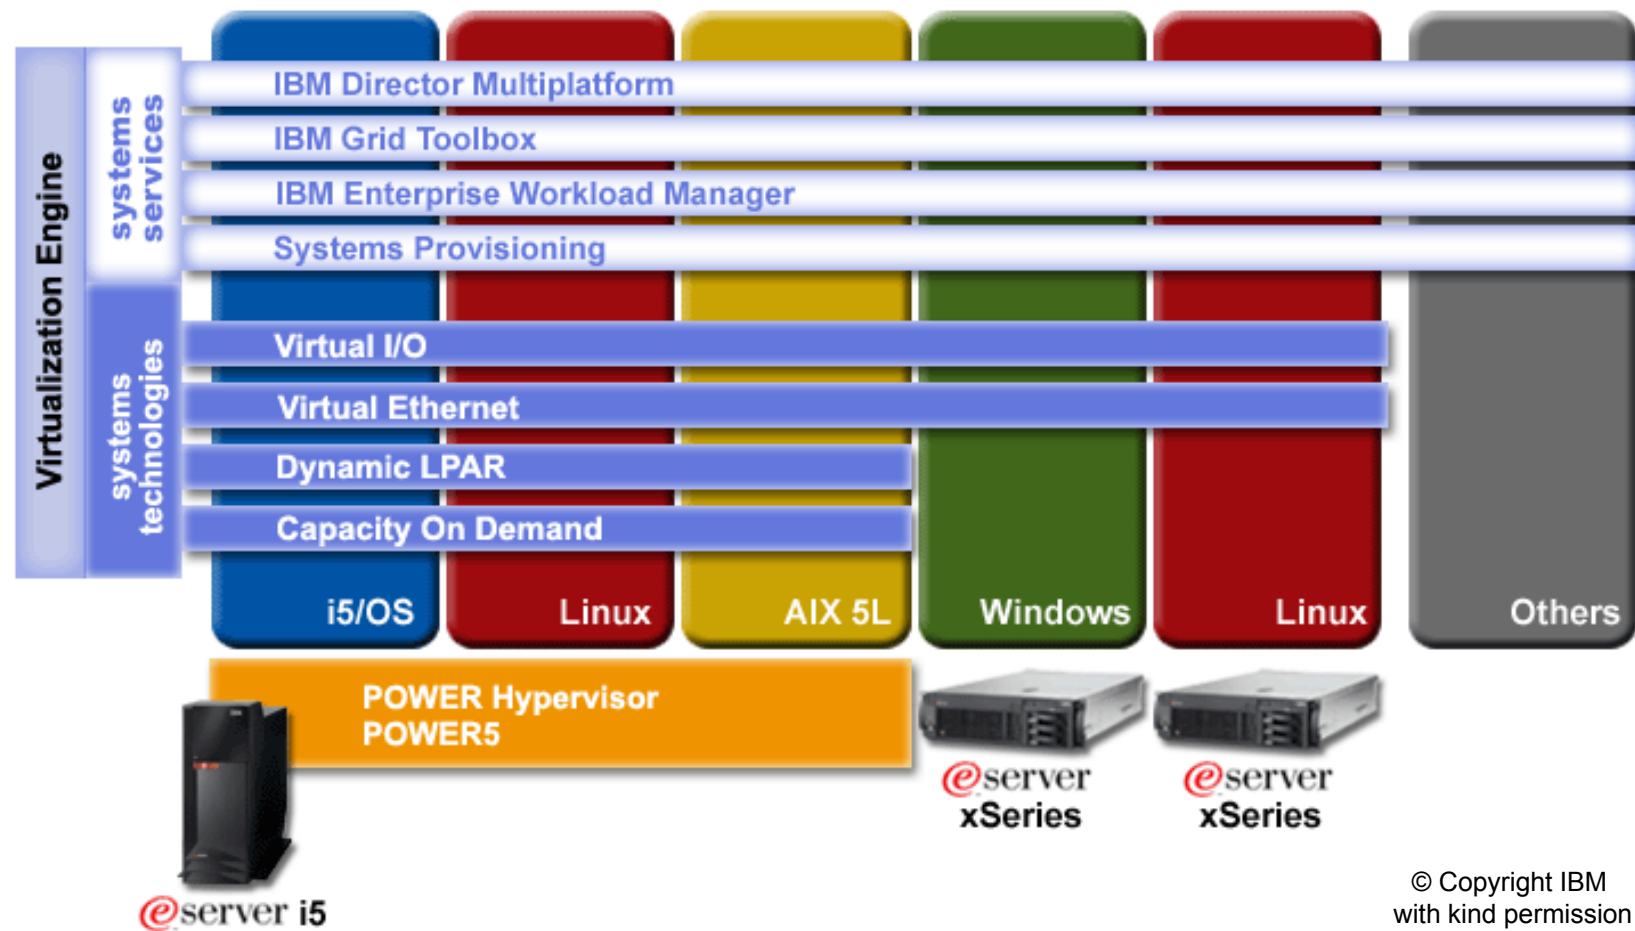 Virtualization Engine
systems
services
IBM Director Multiplatform
IBM Grid Toolbox
IBM Enterprise Workload Manager
Systems Provisioning
systems
technologies
Virtual I/O
Virtual Ethernet
Dynamic LPAR
Capacity On Demand
i5/OS
Linux
AIX 5L
Windows
Linux
Others
POWER Hypervisor
POWER5
eserver
xSeries
eserver
xSeries
eserver i5
© Copyright IBM
with kind permission